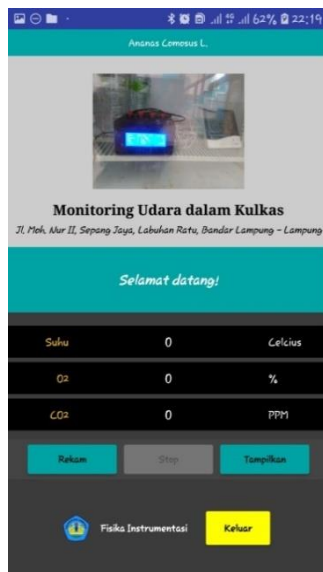 62% 22:19
Ananas Comosus L.
Monitoring Udara dalam Kulkas
Jl. Moh. Nur II, Sepang Jaya, Labuhan Ratu, Bandar Lampung - Lampung
Selamat datang!
Suhu 0 Celcius
O2 0 %
CO2 0 PPM
Rekam Stop Tampilkan
Fisika Instrumentasi Keluar